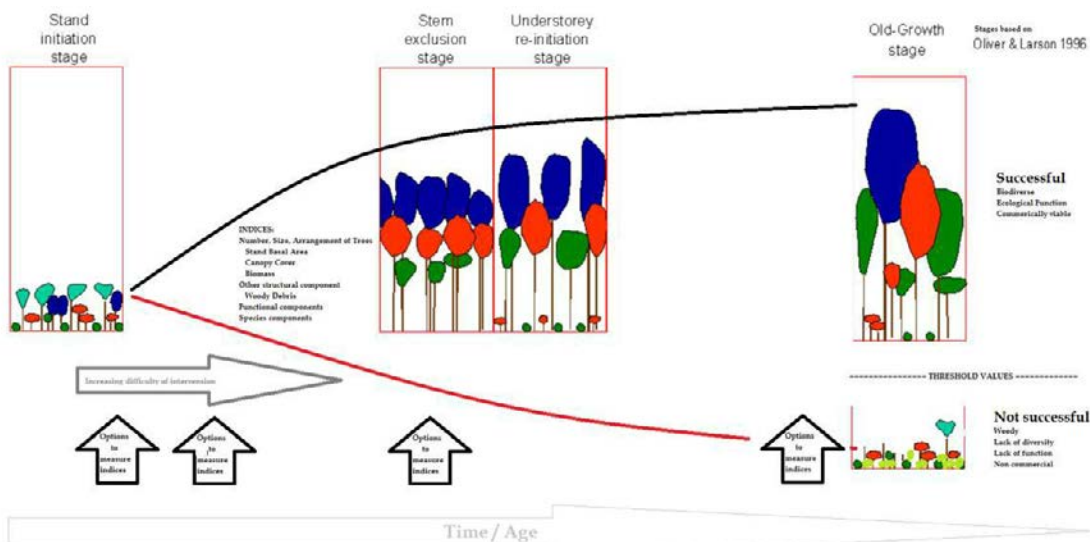 Stand
initiation
stage
Stem
exclusion
stage
Understorey
re-initiation
stage
Old-Growth
stage
Stages based on
Oliver & Larson 1996
INDICES:
Number, Size, Arrangement of Trees
Stand Basal Area
Canopy Cover
Biomass
Other structural component
Woody Debris
Functional components
Species components
Successful
Biodiverse
Ecological Function
Commerically viable
Increasing difficulty of intervention
THRESHOLD VALUES
Options
to
measure
indices
Options
to
measure
indices
Options
to
measure
indices
Options
to
measure
indices
Not successful
Weedy
Lack of diversity
Lack of function
Non commercial
Time / Age